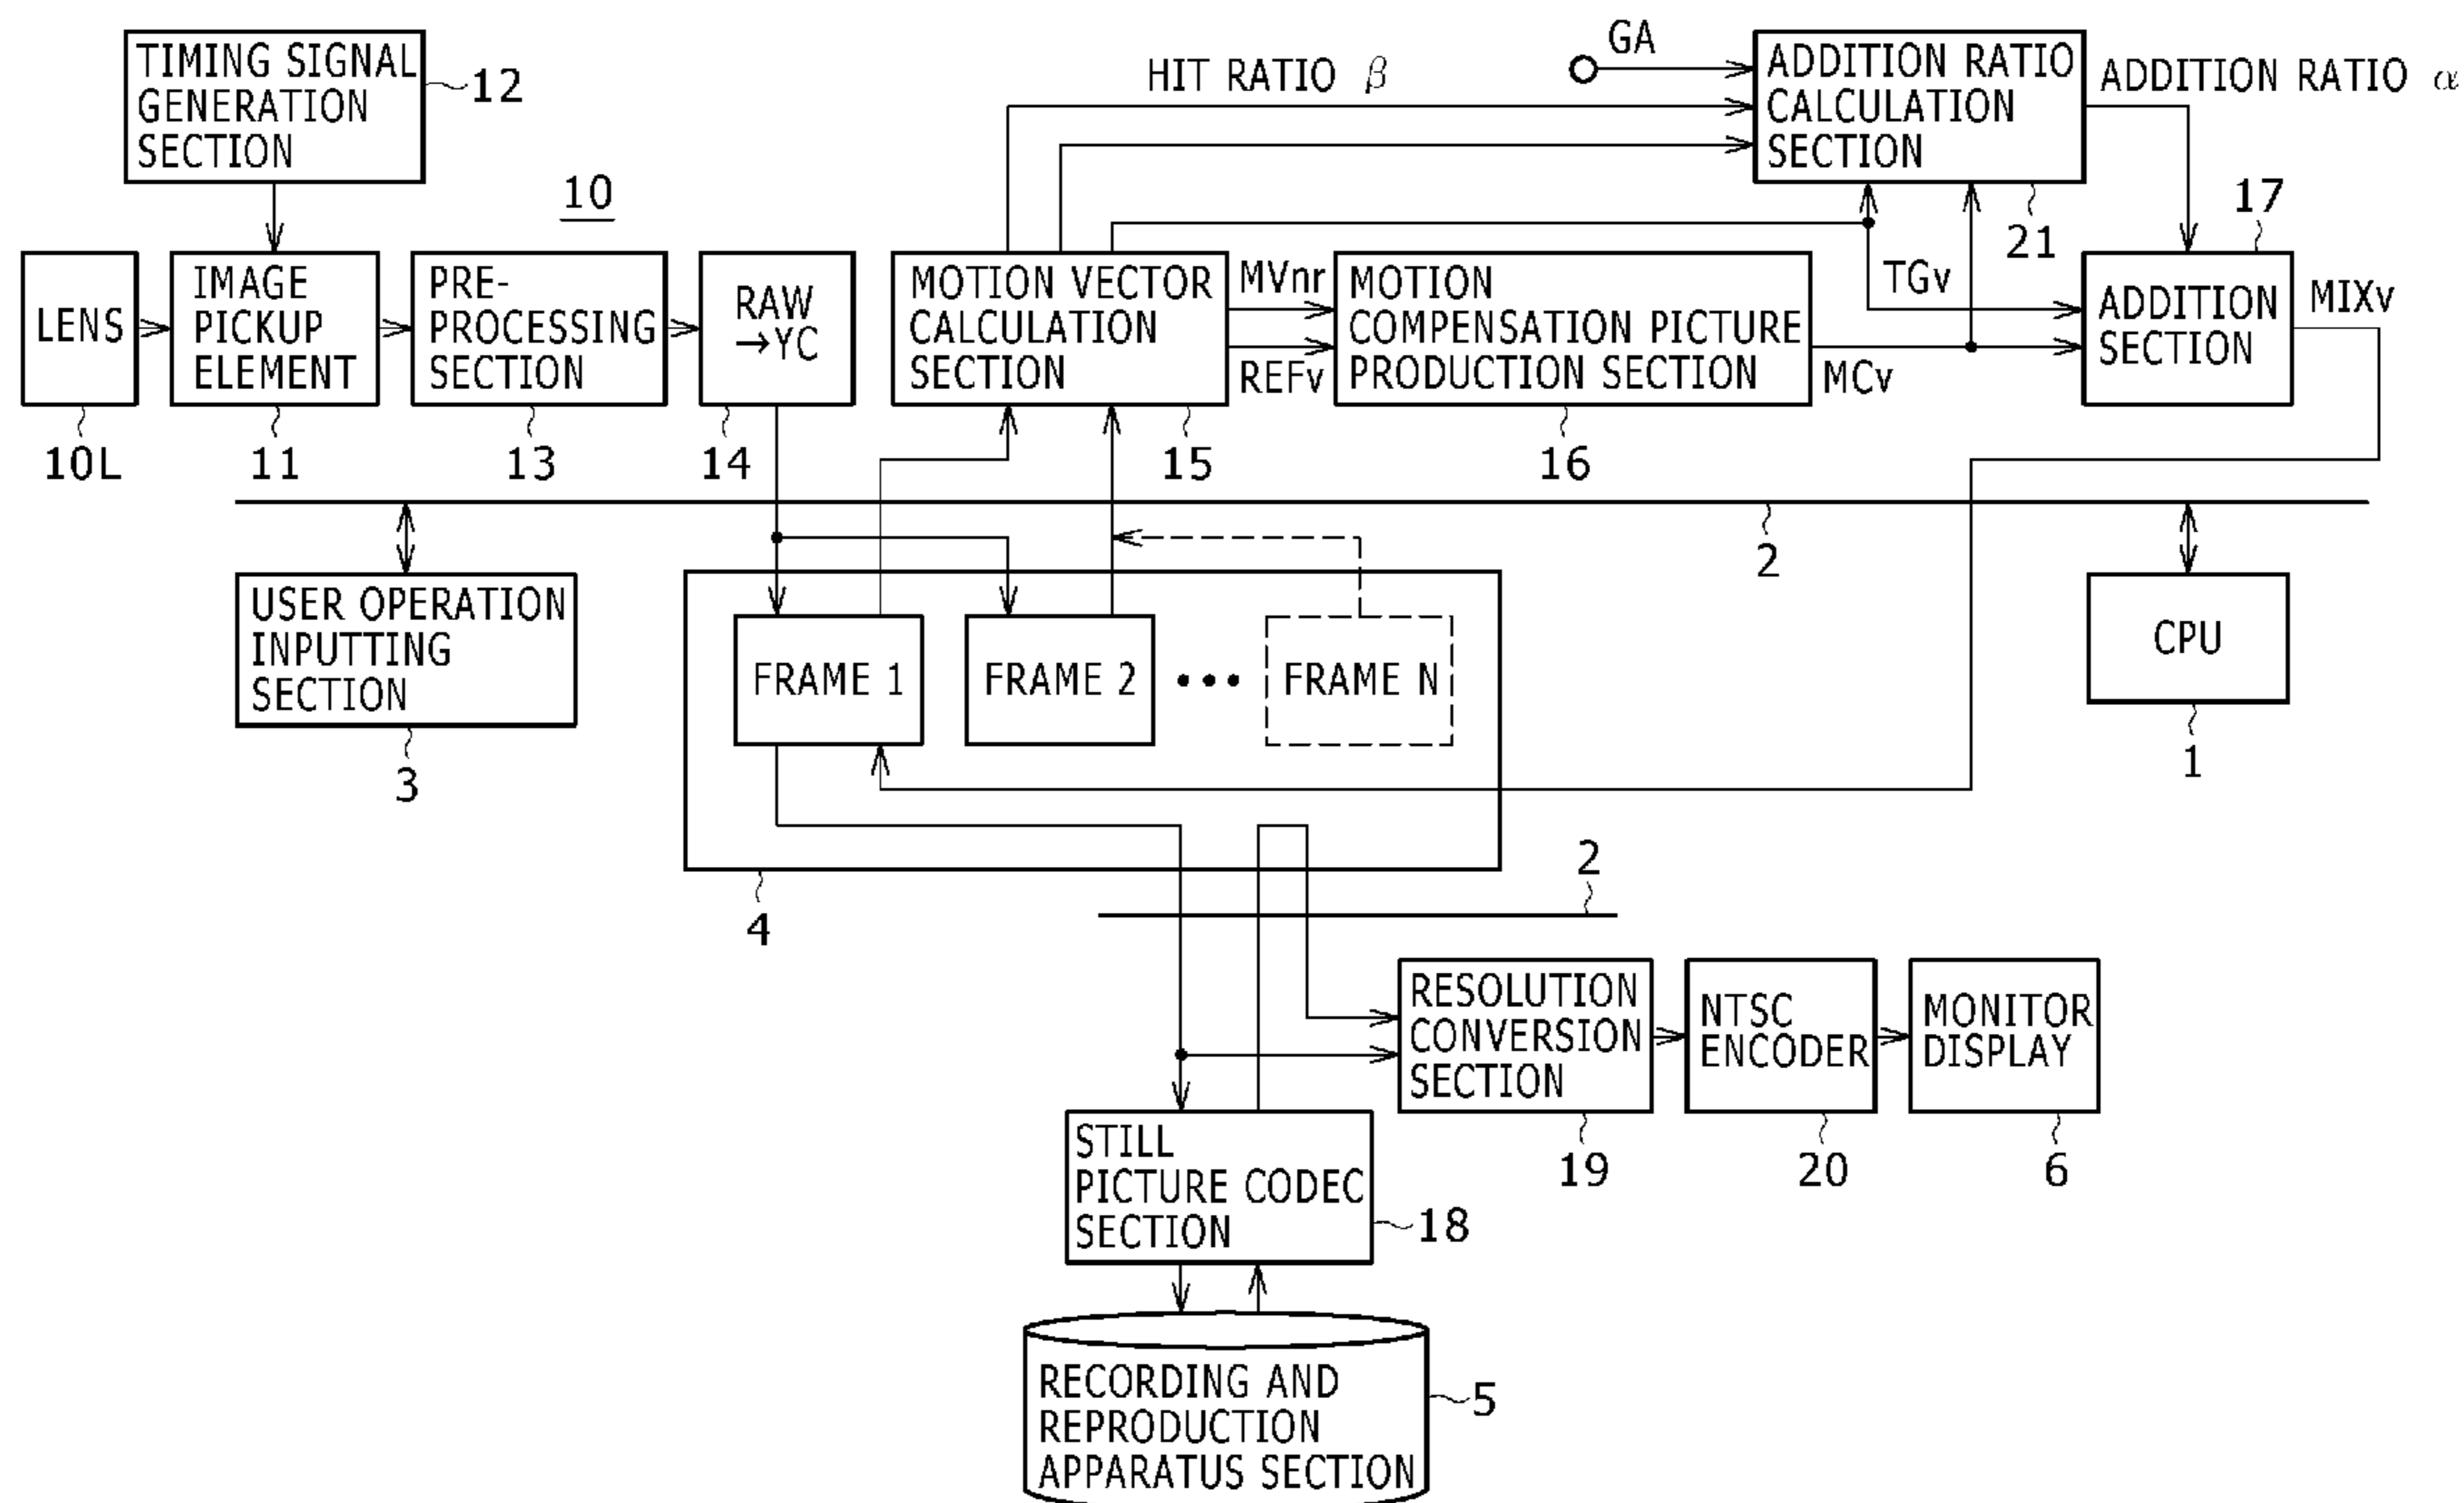 TIMING SIGNAL
GENERATION
SECTION
12
10
LENS
10L
IMAGE
PICKUP
ELEMENT
11
PRE-
PROCESSING
SECTION
13
RAW
→YC
14
HIT RATIO β
GA
ADDITION RATIO
CALCULATION
SECTION
21
ADDITION RATIO α
MOTION VECTOR
CALCULATION
SECTION
15
MVnr
REFv
MOTION
COMPENSATION PICTURE
PRODUCTION SECTION
16
TGv
MCv
17
ADDITION
SECTION
MIXv
2
USER OPERATION
INPUTTING
SECTION
3
FRAME 1
FRAME 2
•••
FRAME N
4
CPU
1
2
RESOLUTION
CONVERSION
SECTION
19
NTSC
ENCODER
20
MONITOR
DISPLAY
6
STILL
PICTURE CODEC
SECTION
18
RECORDING AND
REPRODUCTION
APPARATUS SECTION
5